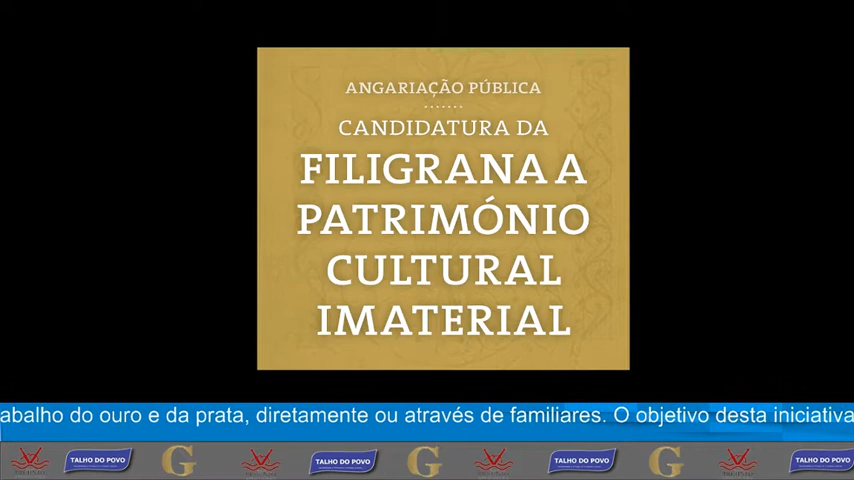 ANGARIAÇÃO PÚBLICA
CANDIDATURA DA
FILIGRANA A
PATRIMÓNIO
CULTURAL
IMATERIAL
abalho do ouro e da prata, diretamente ou através de familiares. O objetivo desta iniciativa
TALHO DO POVO G TALHO DO POVO G TALHO DO POVO G TALHO DO POVO